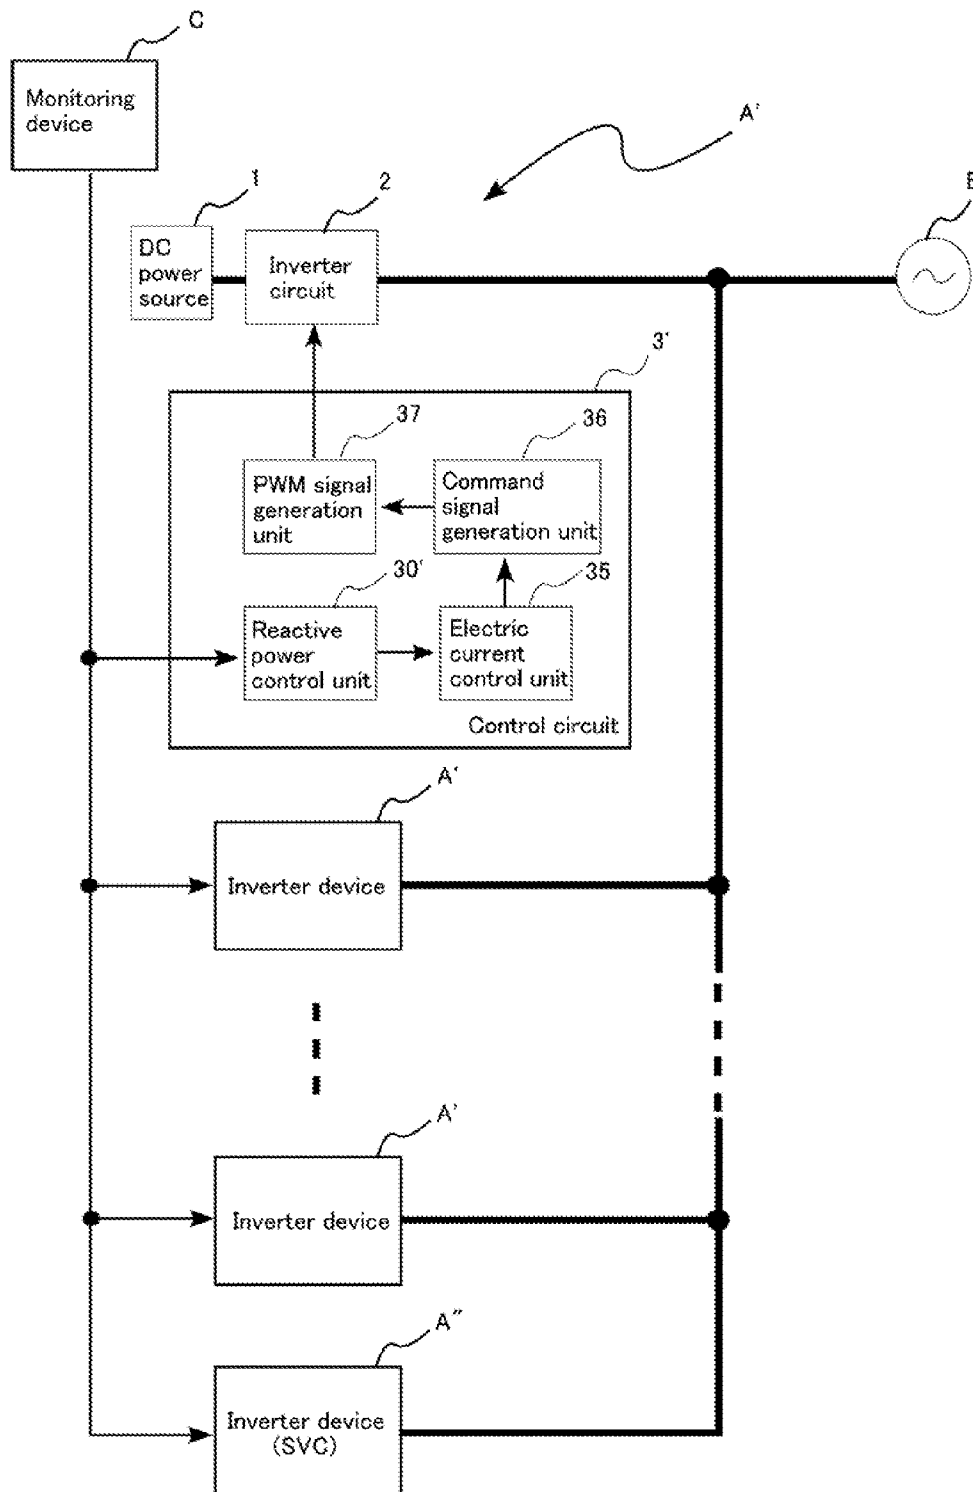 C
Monitoring
device
A'
1
2
B
DC
power
source
Inverter
circuit
3'
37
36
PWM signal
generation
unit
Command
signal
generation unit
30'
35
Reactive
power
control unit
Electric
current
control unit
Control circuit
A'
Inverter device
A'
Inverter device
A"
Inverter device
(SVC)